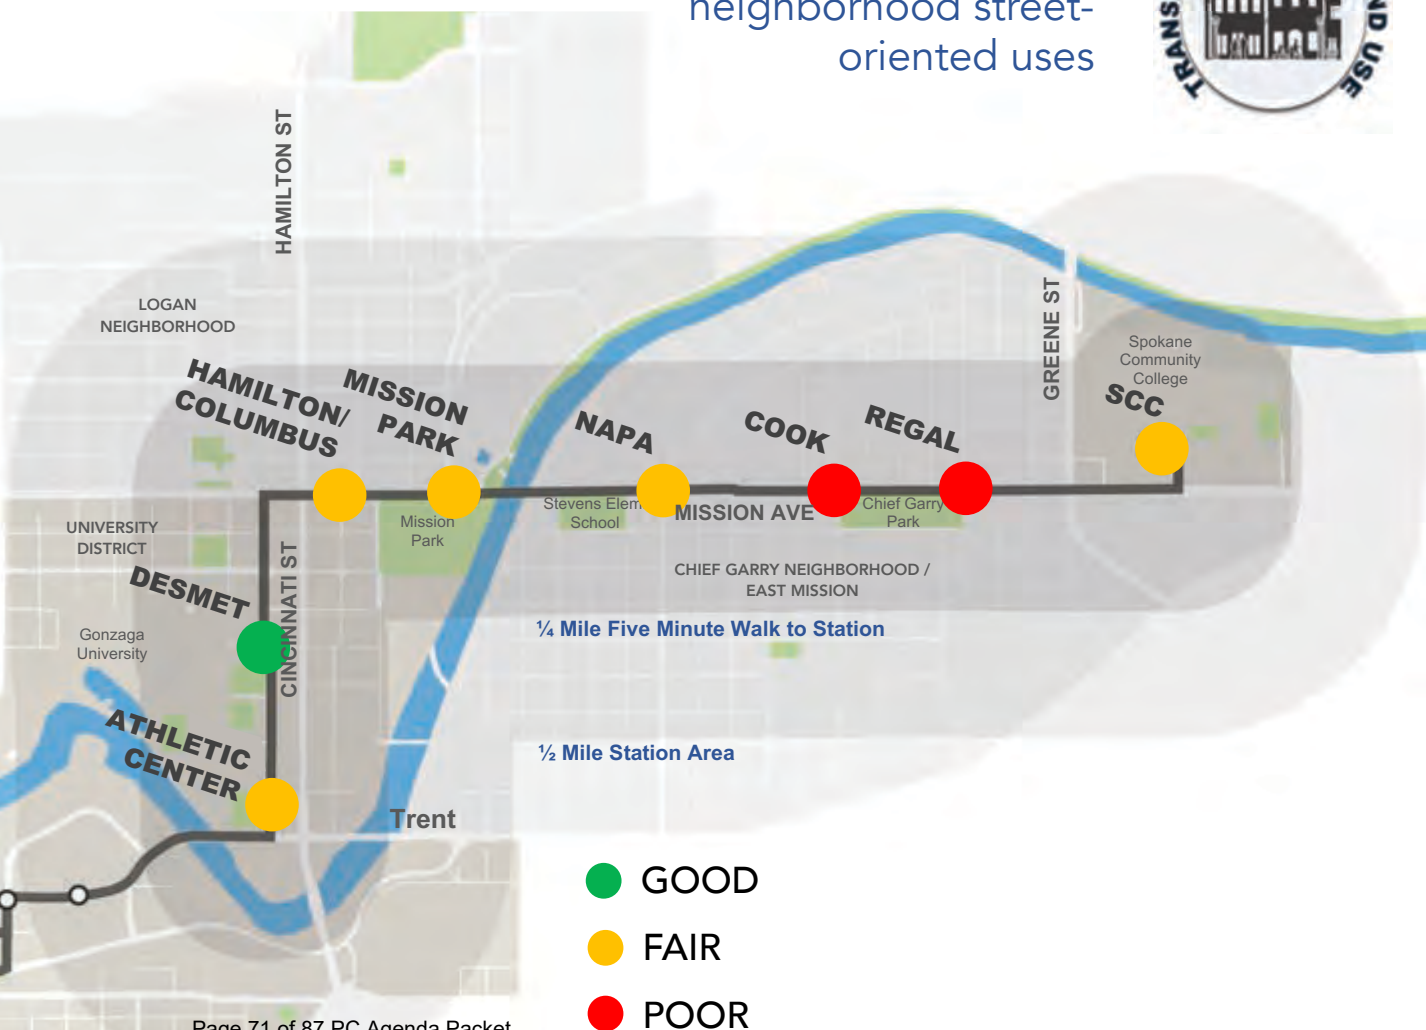 neighborhood street-
oriented uses
TRANS
ND USE
HAMILTON ST
LOGAN
NEIGHBORHOOD
GREENE ST
Spokane
Community
College
SCC
HAMILTON/
COLUMBUS
MISSION
PARK
NAPA
COOK
REGAL
Stevens Elem
School
MISSION AVE
Chief Garry
Park
Mission
Park
UNIVERSITY
DISTRICT
DESMET
CINCINNATI ST
CHIEF GARRY NEIGHBORHOOD /
EAST MISSION
Gonzaga
University
¼ Mile Five Minute Walk to Station
ATHLETIC
CENTER
½ Mile Station Area
Trent
GOOD
FAIR
POOR
Page 71 of 87 PC Agenda Packet